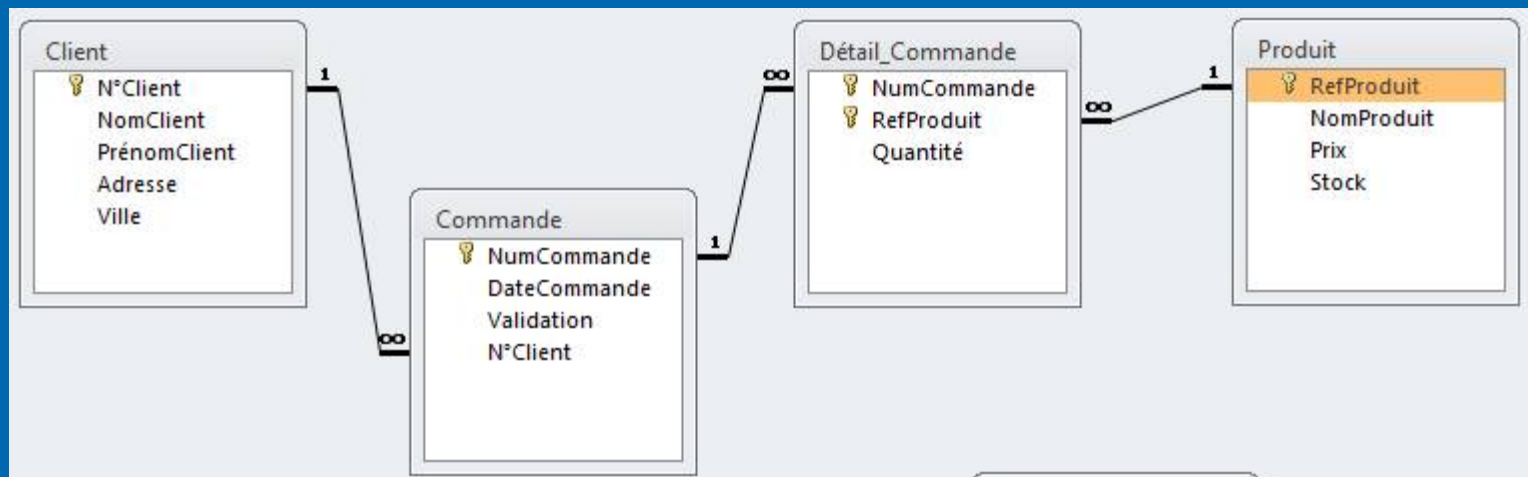 Client
N°Client
NomClient
PrénomClient
Adresse
Ville
1
∞
Commande
NumCommande
DateCommande
Validation
N°Client
1
∞
Détail_Commande
NumCommande
RefProduit
Quantité
∞
1
Produit
RefProduit
NomProduit
Prix
Stock